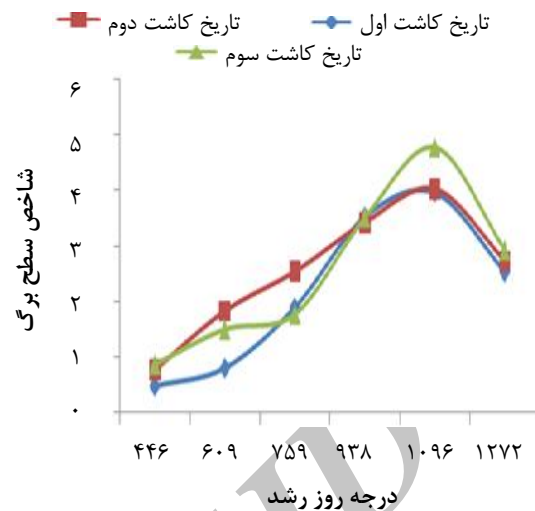 تاریخ کاشت اول تاریخ کاشت دوم
تاریخ کاشت سوم
۶
۵
۴
۳
۲
۱
۰
شاخص سطح برگ
۴۴۶ ۶۰۹ ۷۵۹ ۹۳۸ ۱۰۹۶ ۱۲۷۲
درجه روز رشد